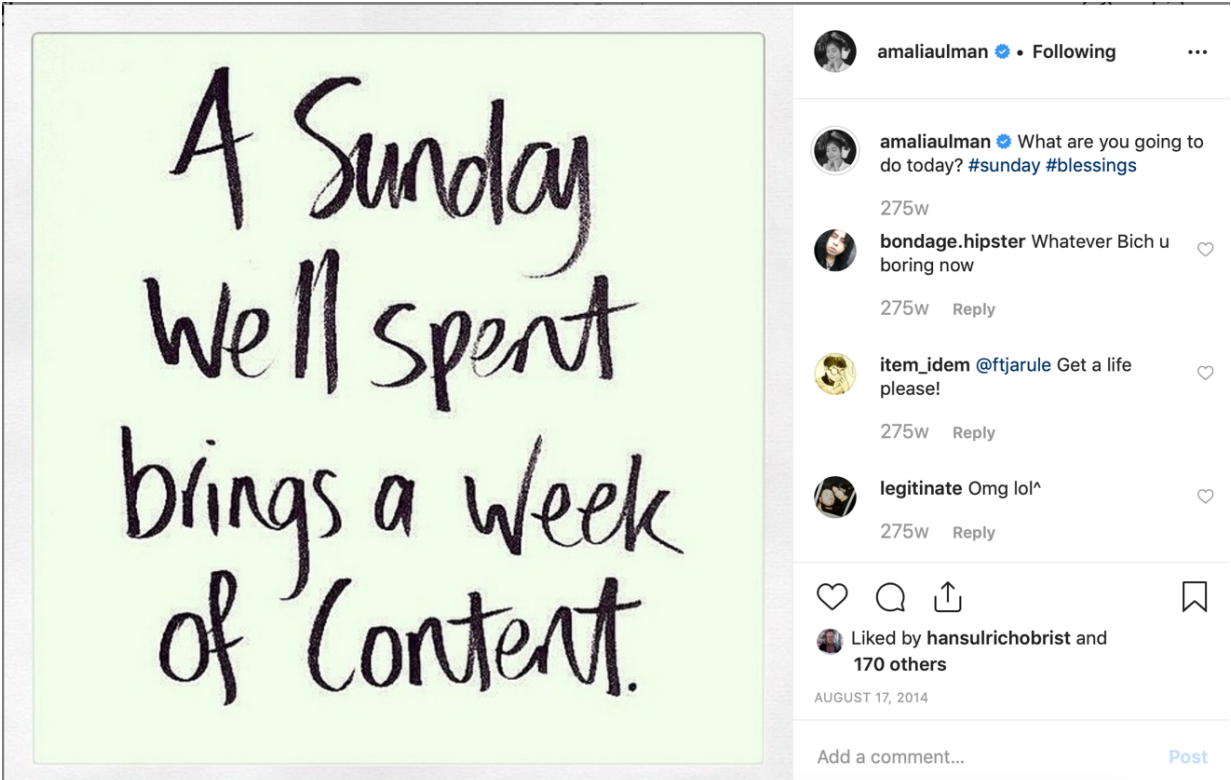 A Sunday
Well spent
brings a week
of Content.
amaliaulman • Following
amaliaulman What are you going to
do today? #sunday #blessings
275w
bondage.hipster Whatever Bich u
boring now
275w Reply
item_idem @ftjarule Get a life
please!
275w Reply
legitinate Omg lol^
275w Reply
Liked by hansulrichobrist and
170 others
AUGUST 17, 2014
Add a comment... Post